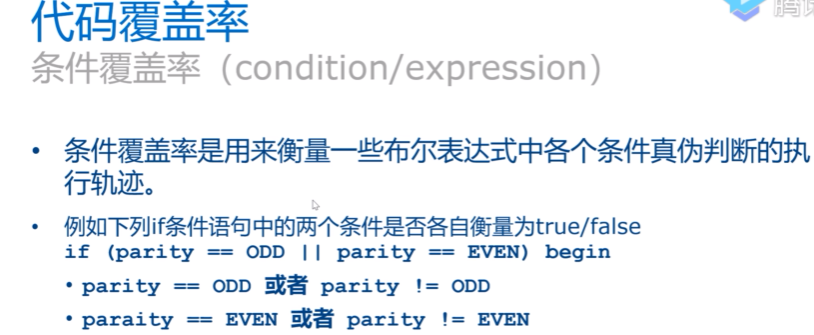 腾讯
代码覆盖率
条件覆盖率（condition/expression）
• 条件覆盖率是用来衡量一些布尔表达式中各个条件真伪判断的执
行轨迹。
• 例如下列if条件语句中的两个条件是否各自衡量为true/false
if (parity == ODD || parity == EVEN) begin
• parity == ODD 或者 parity != ODD
• paraity == EVEN 或者 parity != EVEN